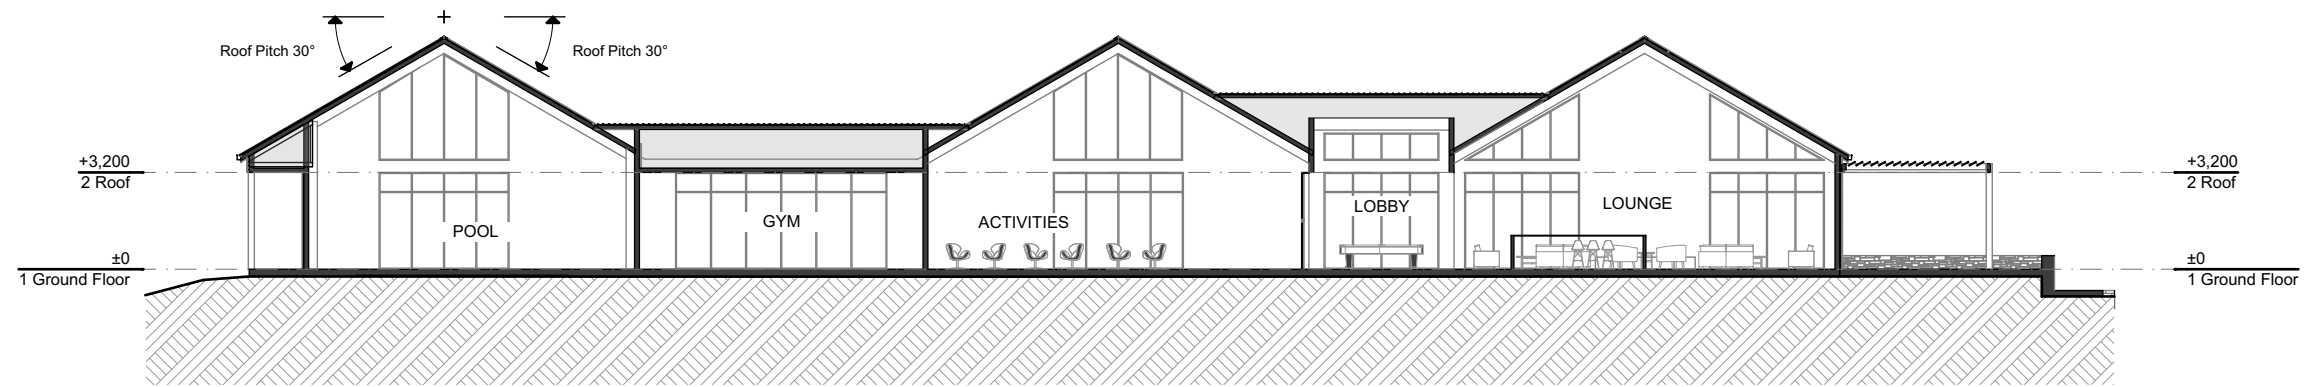 Roof Pitch 30°
Roof Pitch 30°
+3,200
2 Roof
+3,200
2 Roof
POOL
GYM
ACTIVITIES
LOBBY
LOUNGE
±0
1 Ground Floor
±0
1 Ground Floor